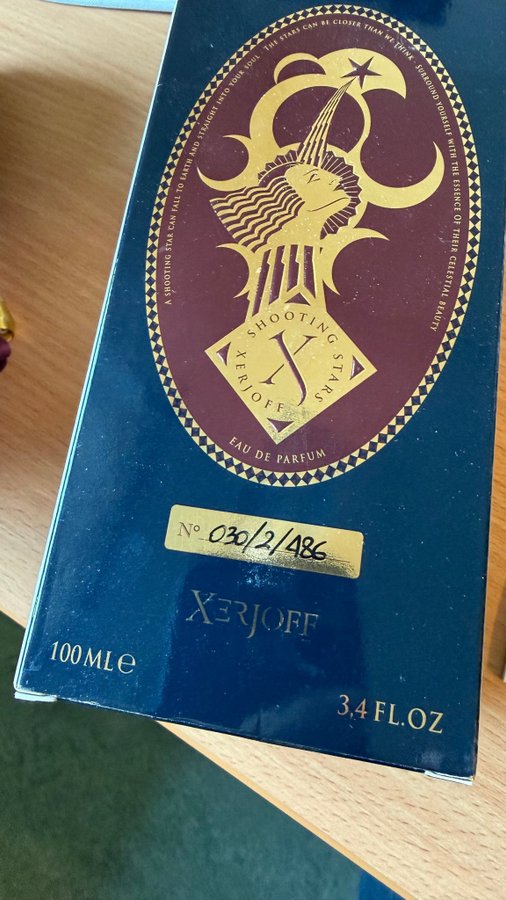 A SHOOTING STAR CAN FALL TO EARTH AND STRAIGHT INTO YOUR SOUL · THE STARS CAN BE CLOSER THAN WE THINK · SURROUND YOURSELF WITH THE ESSENCE OF THEIR CELESTIAL BEAUTY
SHOOTING STARS
XJ
XERJOFF
EAU DE PARFUM
Nº 030/2/486
XERJOFF
100 ML e
3.4 FL.OZ